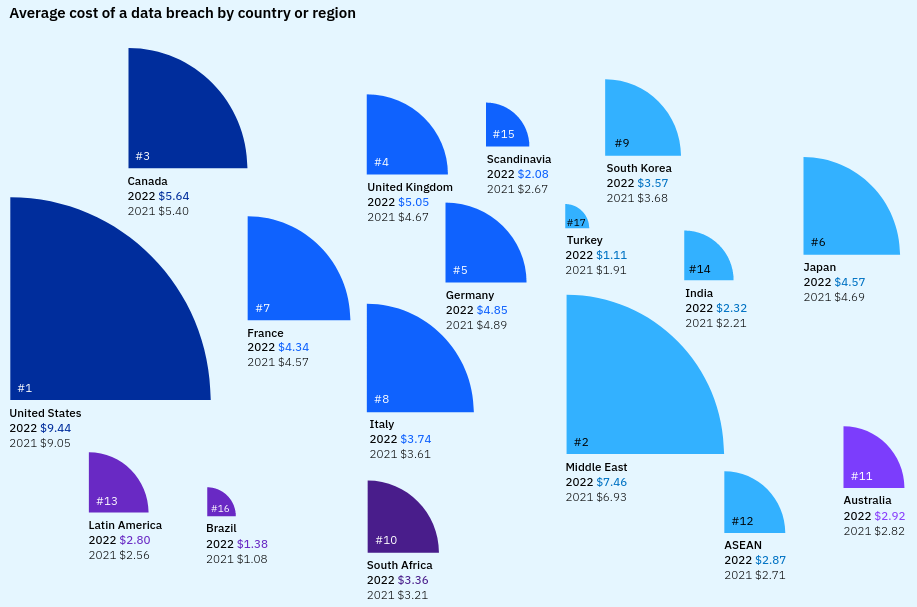 Average cost of a data breach by country or region
#3
Canada
2022 $5.64
2021 $5.40
#4
United Kingdom
2022 $5.05
2021 $4.67
#15
Scandinavia
2022 $2.08
2021 $2.67
#9
South Korea
2022 $3.57
2021 $3.68
#6
Japan
2022 $4.57
2021 $4.69
#1
United States
2022 $9.44
2021 $9.05
#7
France
2022 $4.34
2021 $4.57
#5
Germany
2022 $4.85
2021 $4.89
#17
Turkey
2022 $1.11
2021 $1.91
#14
India
2022 $2.32
2021 $2.21
#8
Italy
2022 $3.74
2021 $3.61
#2
Middle East
2022 $7.46
2021 $6.93
#13
Latin America
2022 $2.80
2021 $2.56
#16
Brazil
2022 $1.38
2021 $1.08
#10
South Africa
2022 $3.36
2021 $3.21
#12
ASEAN
2022 $2.87
2021 $2.71
#11
Australia
2022 $2.92
2021 $2.82